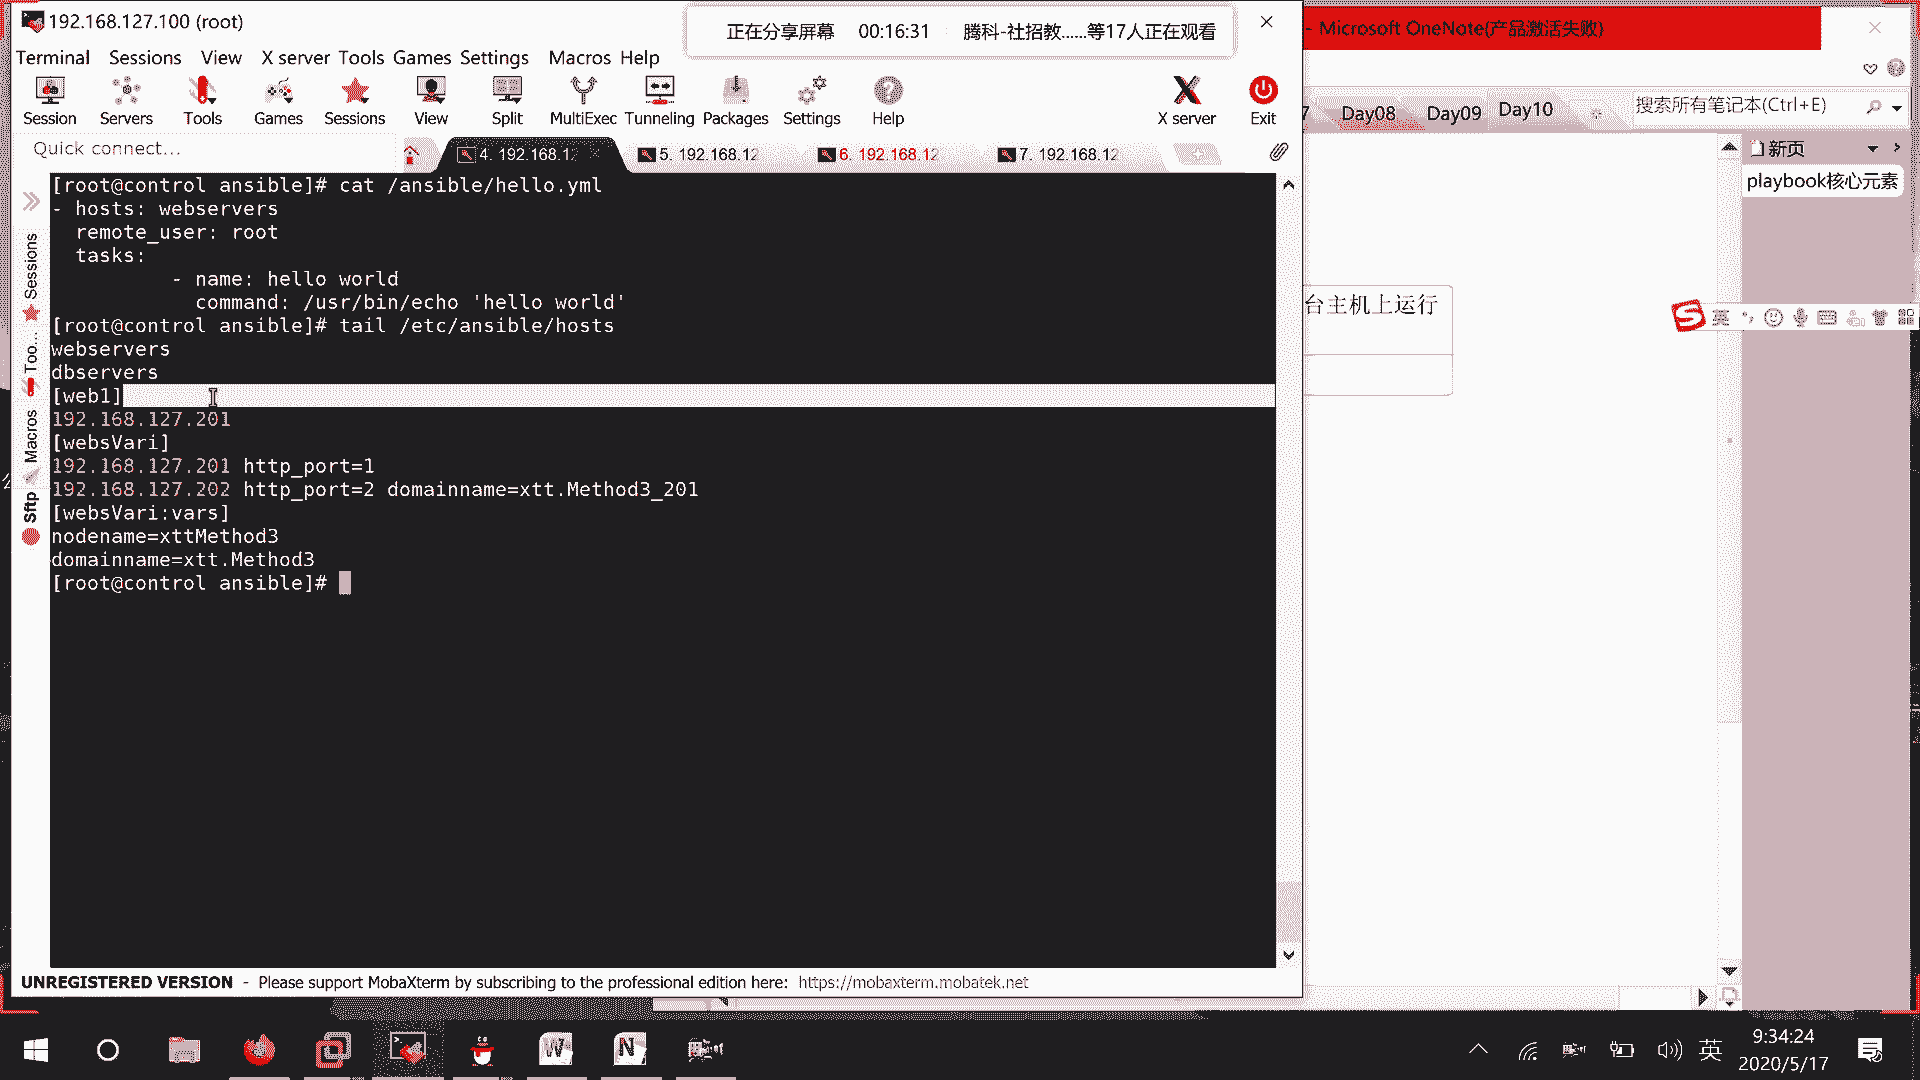 192.168.127.100 (root)
正在分享屏幕 00:16:31 腾科-社招教......等17人正在观看
- Microsoft OneNote(产品激活失败)
Terminal Sessions View X server Tools Games Settings Macros Help
Session Servers Tools Games Sessions View Split MultiExec Tunneling Packages Settings Help X server Exit
7 Day08 Day09 Day10 搜索所有笔记本(Ctrl+E)
Quick connect...
4. 192.168.12 5. 192.168.12 6. 192.168.12 7. 192.168.12
新页
playbook核心元素
Sessions
Too...
Macros
Sftp
[root@control ansible]# cat /ansible/hello.yml
- hosts: webservers
remote_user: root
tasks:
- name: hello world
command: /usr/bin/echo 'hello world'
[root@control ansible]# tail /etc/ansible/hosts
webservers
dbservers
[web1]
192.168.127.201
[websVari]
192.168.127.201 http_port=1
192.168.127.202 http_port=2 domainname=xtt.Method3_201
[websVari:vars]
nodename=xttMethod3
domainname=xtt.Method3
[root@control ansible]#
台主机上运行
英
UNREGISTERED VERSION - Please support MobaXterm by subscribing to the professional edition here: https://mobaxterm.mobatek.net
英
9:34:24
2020/5/17